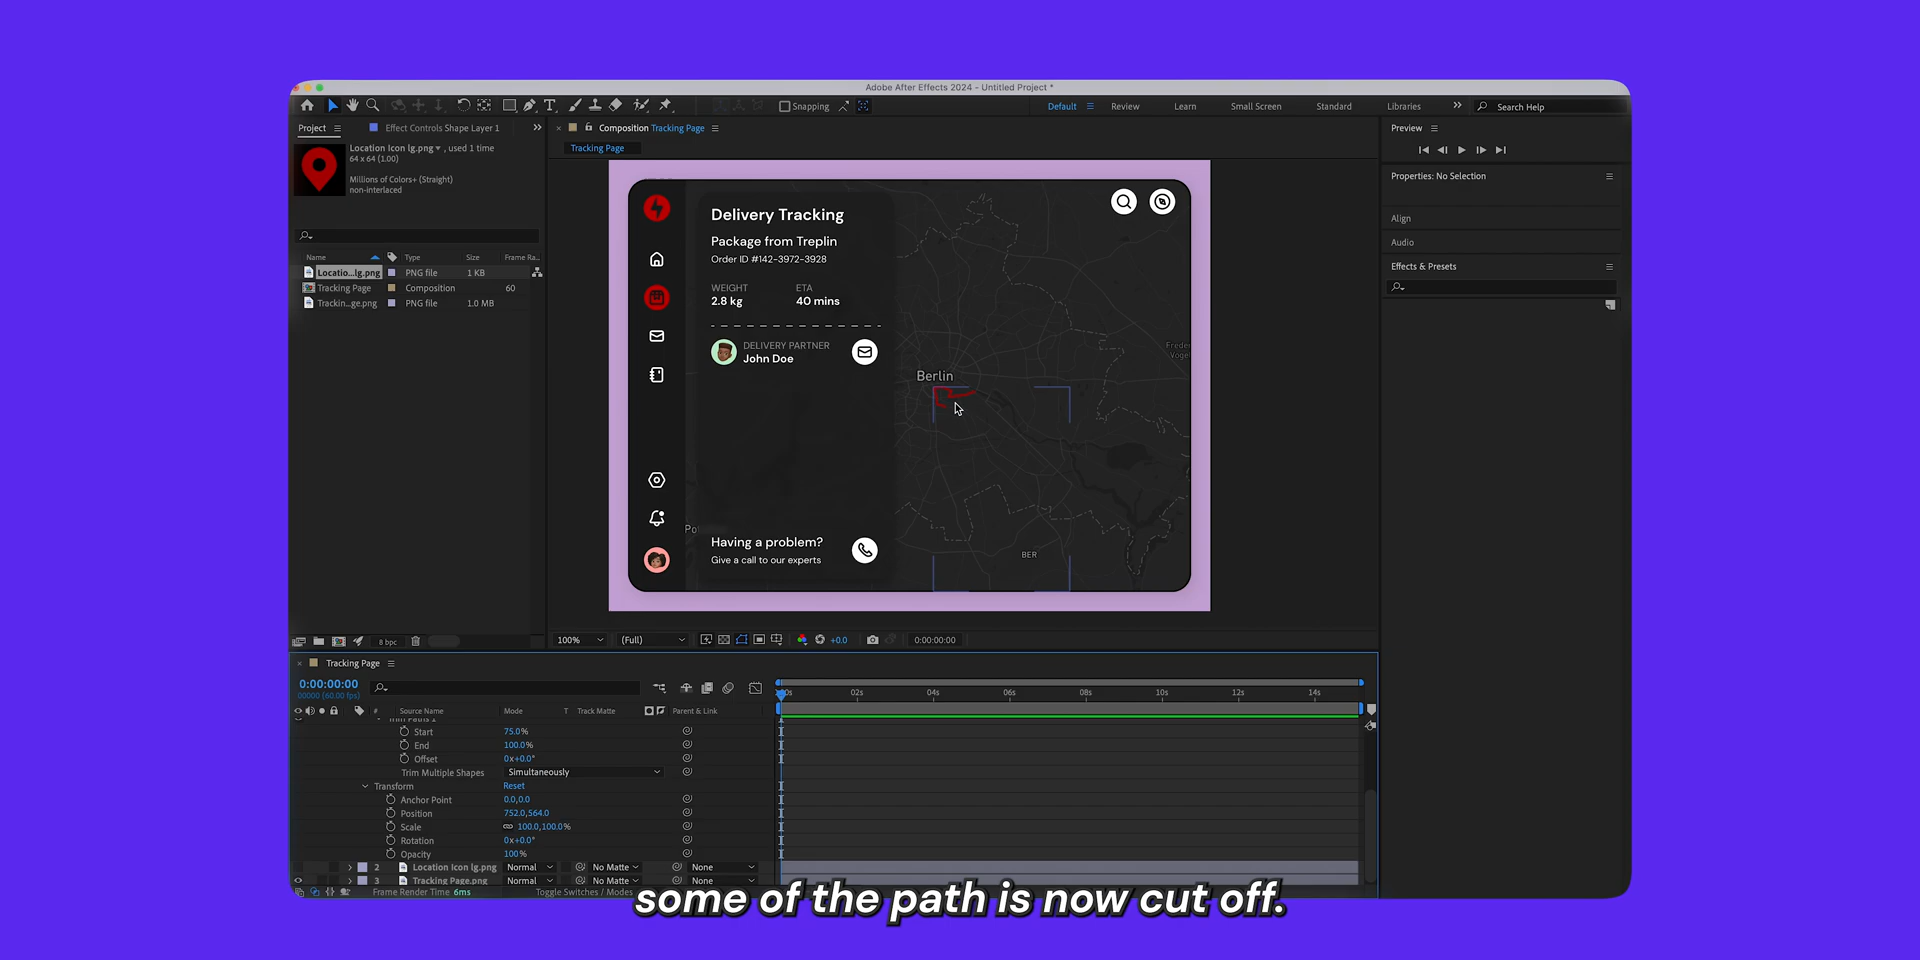 Adobe After Effects 2024 - Untitled Project *
Snapping
Default
Review
Learn
Small Screen
Standard
Libraries
Search Help
Project
Effect Controls Shape Layer 1
Composition Tracking Page
Preview
Tracking Page
Location Icon lg.png, used 1 time
64 x 64 (1.00)
Millions of Colors+ (Straight)
non-interlaced
Properties: No Selection
Align
Audio
Effects & Presets
Name
Type
Size
Frame Ra..
Locatio...lg.png
PNG file
1 KB
Tracking Page
Composition
60
Trackin...ge.png
PNG file
1.0 MB
Delivery Tracking
Package from Treplin
Order ID #142-3972-3928
WEIGHT
ETA
2.8 kg
40 mins
DELIVERY PARTNER
John Doe
Having a problem?
Give a call to our experts
Po
Berlin
Freder
Vogel
BER
8 bpc
100%
(Full)
+0.0
0:00:00:00
Tracking Page
0:00:00:00
00000 (60.00 fps)
02s
04s
06s
08s
10s
12s
14s
#
Source Name
Mode
T
Track Matte
Parent & Link
Trim Paths 1
Start
75.0%
End
100.0%
Offset
0x+0.0°
Trim Multiple Shapes
Simultaneously
Transform
Reset
Anchor Point
0.0,0.0
Position
752.0,564.0
Scale
100.0,100.0%
Rotation
0x+0.0°
Opacity
100%
2
Location Icon lg.png
Normal
No Matte
None
3
Tracking Page.png
Normal
No Matte
None
Frame Render Time 6ms
Toggle Switches / Modes
some of the path is now cut off.